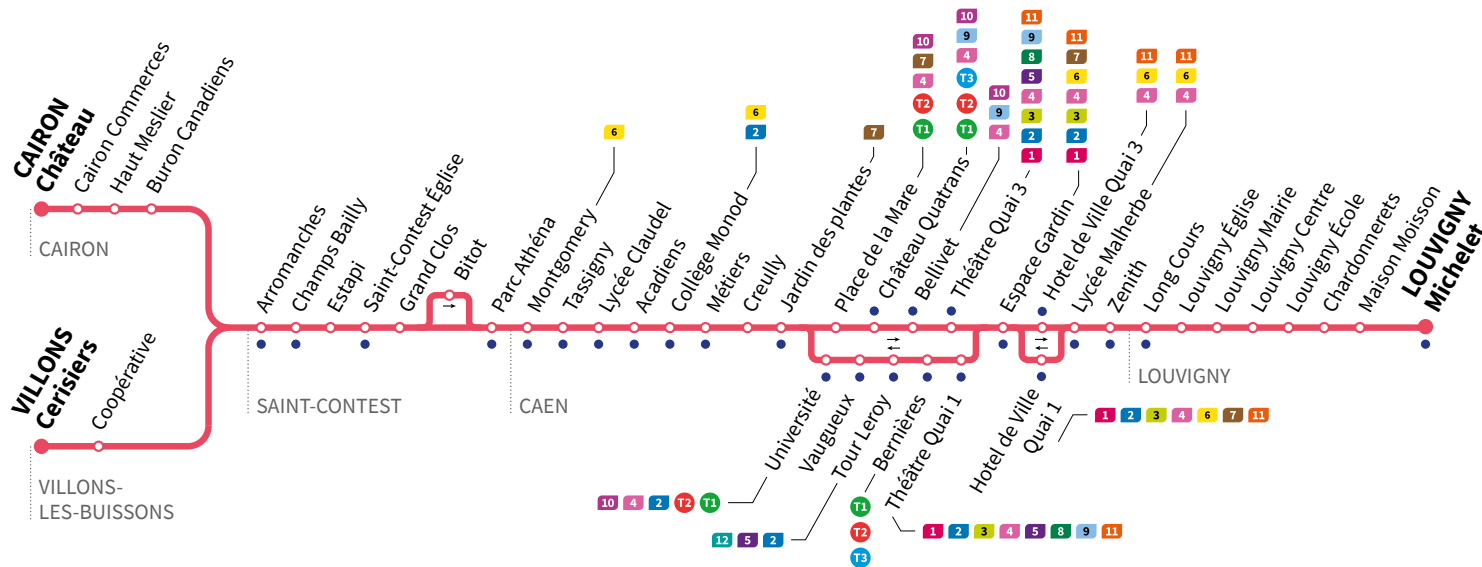 CAIRON
Château
Cairon Commerces
Haut Meslier
Buron Canadiens
CAIRON
VILLONS
Cerisiers
Coopérative
VILLONS-
LES-BUISSONS
Arromanches
Champs Bailly
Estapi
Saint-Contest Église
Grand Clos
Bitot
SAINT-CONTEST
Parc Athéna
Montgomery
6
Tassigny
Lycée Claudel
Acadiens
Collège Monod
6
2
Métiers
Creully
Jardin des plantes
7
CAEN
Place de la Mare
10
7
4
T2
T1
Château Quatrans
10
9
4
T3
T2
T1
Bellivet
10
9
4
Théâtre Quai 3
11
9
8
5
4
3
2
1
Espace Gardin
11
7
6
4
3
2
1
Hotel de Ville Quai 3
11
6
4
Lycée Malherbe
11
6
4
Zenith
Long Cours
Louvigny Église
Louvigny Mairie
Louvigny Centre
Louvigny École
Chardonnerets
Maison Moisson
LOUVIGNY
Michelet
LOUVIGNY
Université
10 4 2 T2 T1
Vaugueux
Tour Leroy
12 5 2
Bernières
T1
T2
T3
Théâtre Quai 1
1 2 3 4 5 8 9 11
Hotel de Ville
Quai 1
1 2 3 4 6 7 11